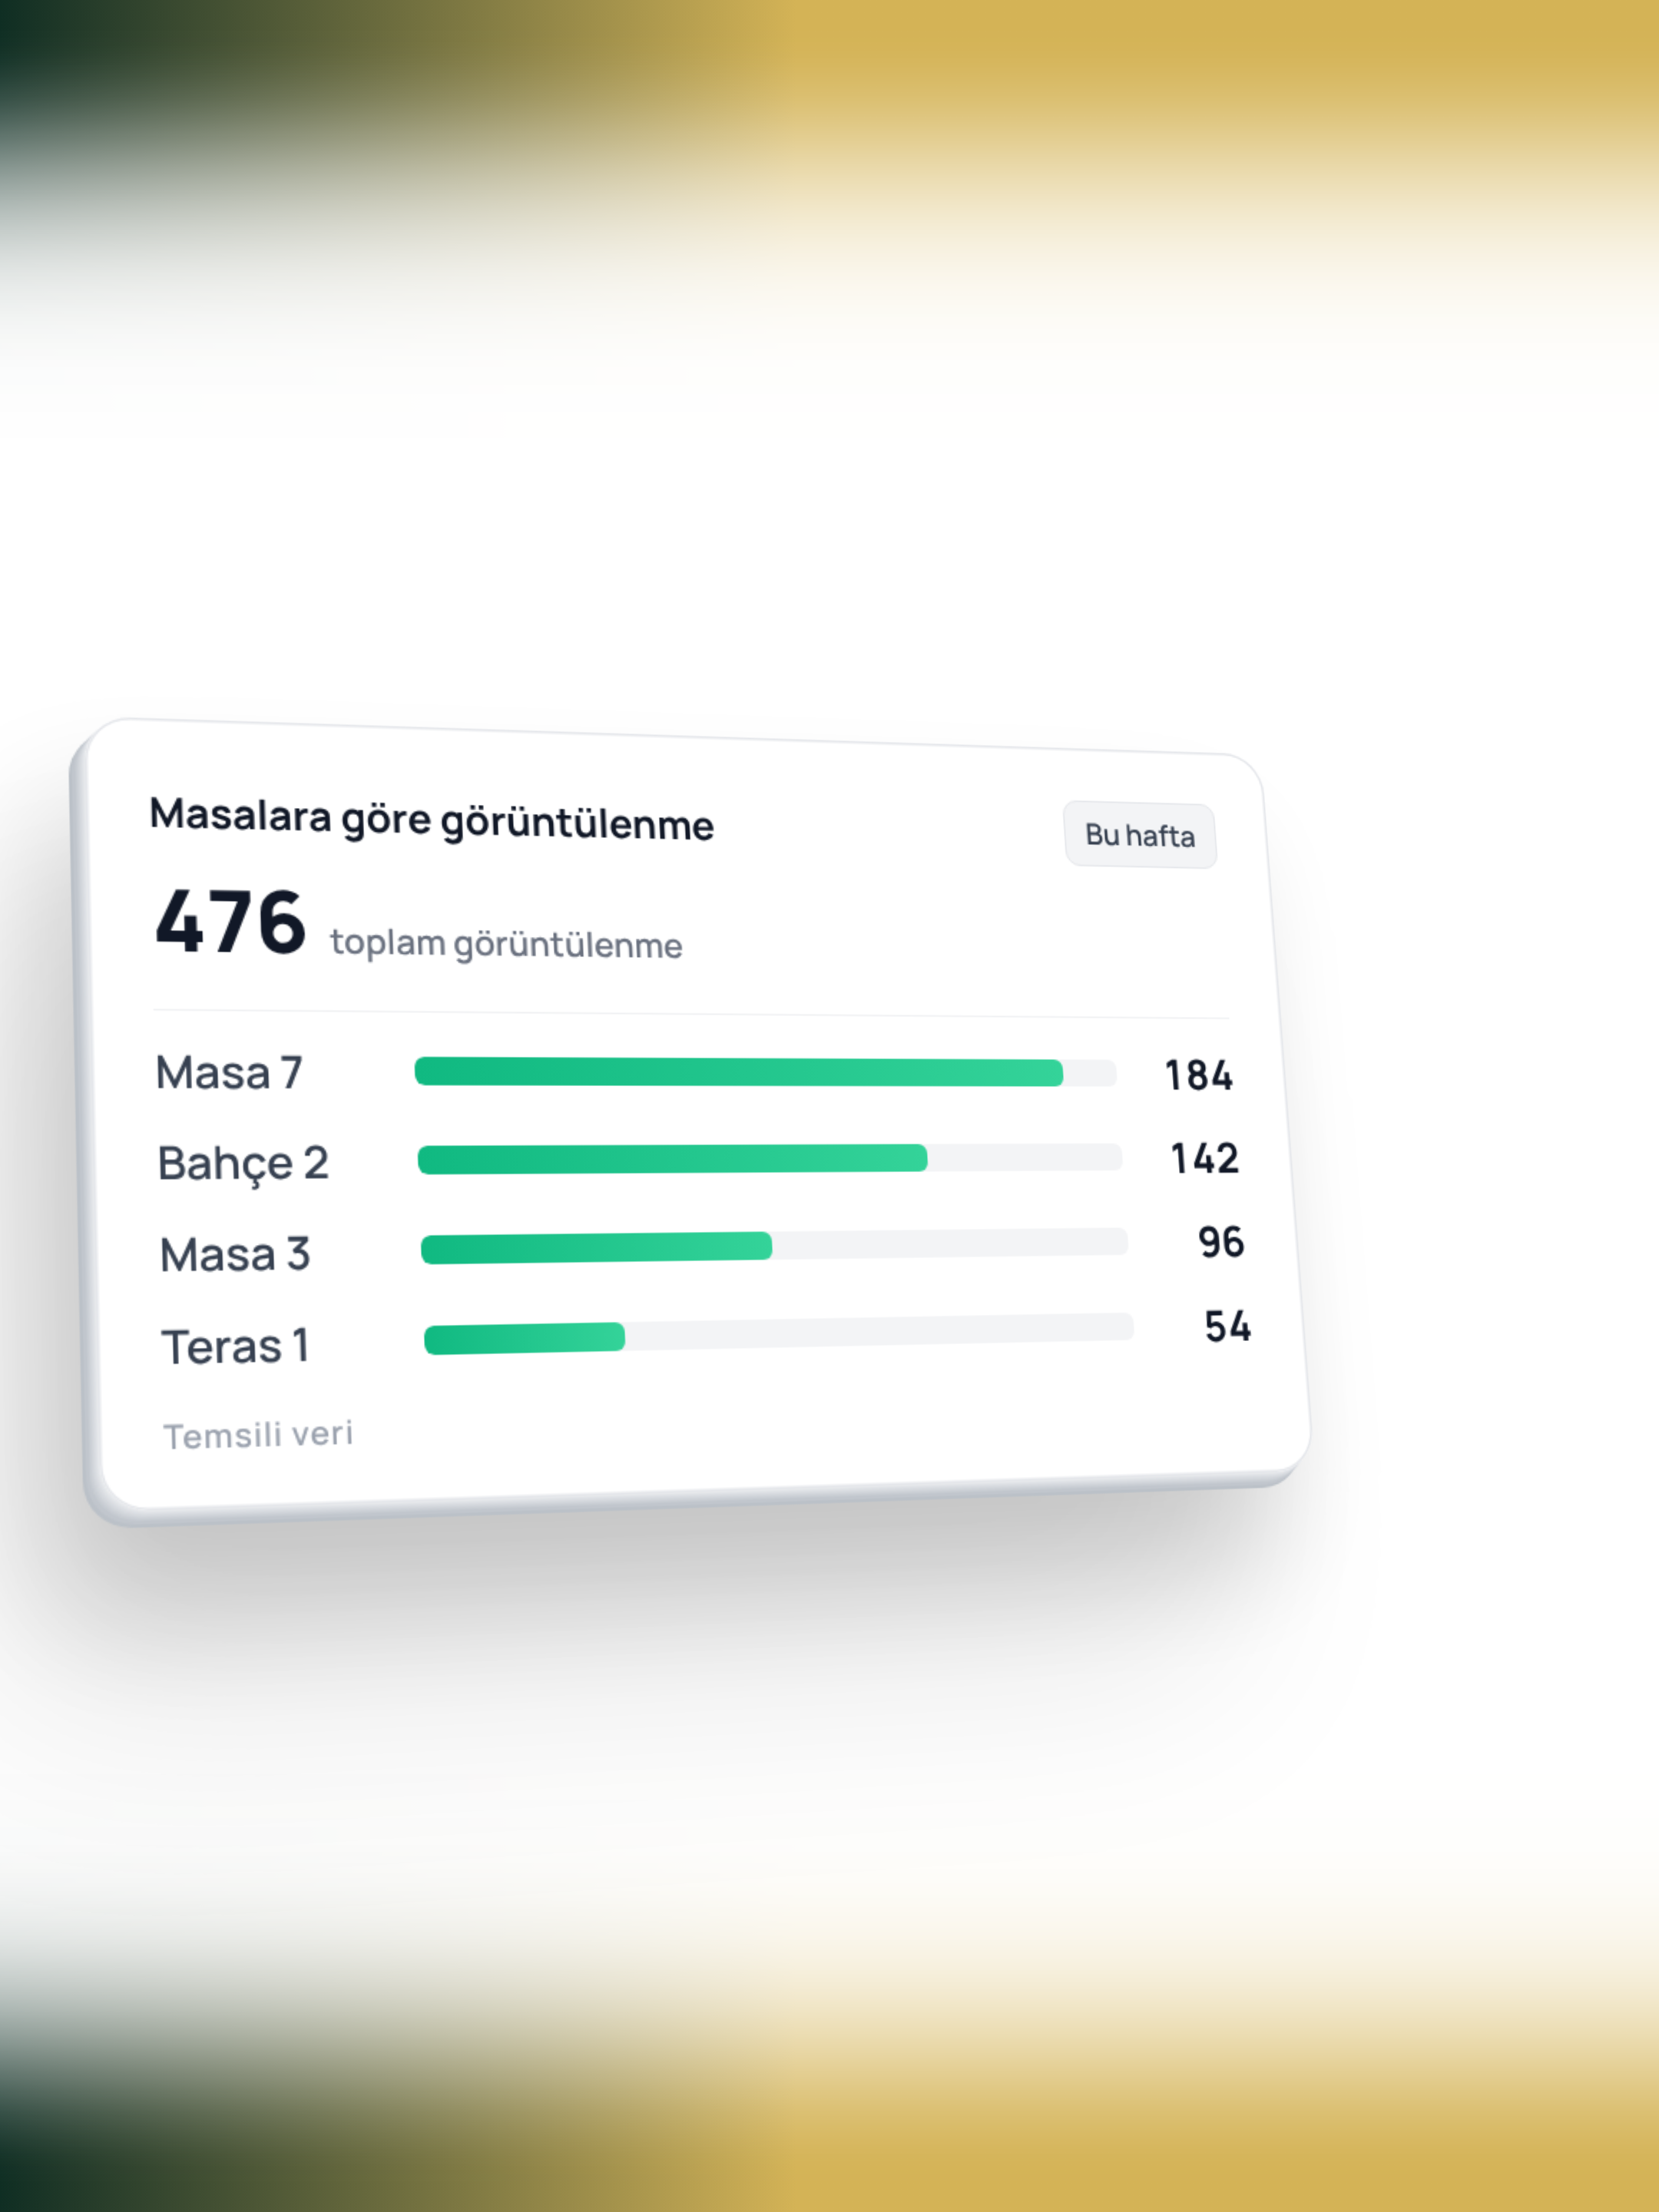 Masalara göre görüntülenme
Bu hafta
476 toplam görüntülenme
Masa 7 184
Bahçe 2 142
Masa 3 96
Teras 1 54
Temsili veri